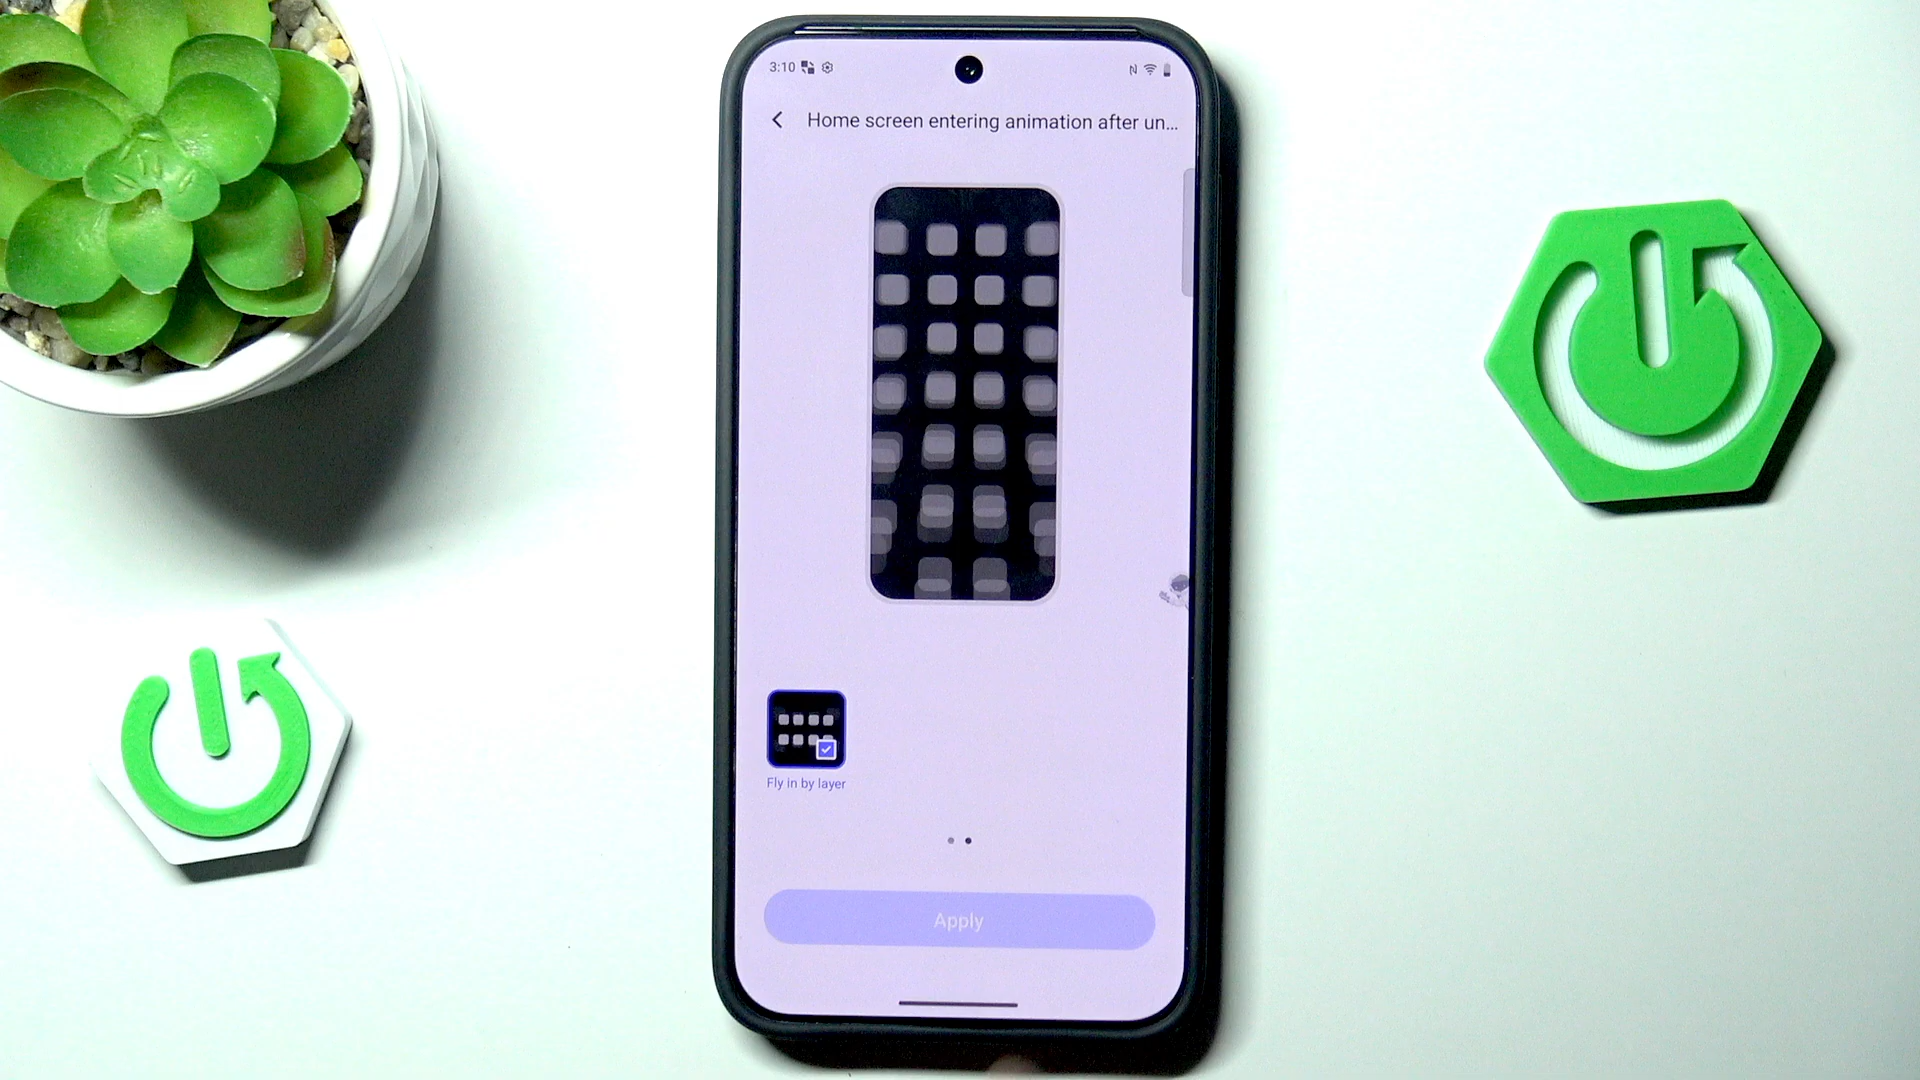 3:10
Home screen entering animation after un...
Fly in by layer
Apply